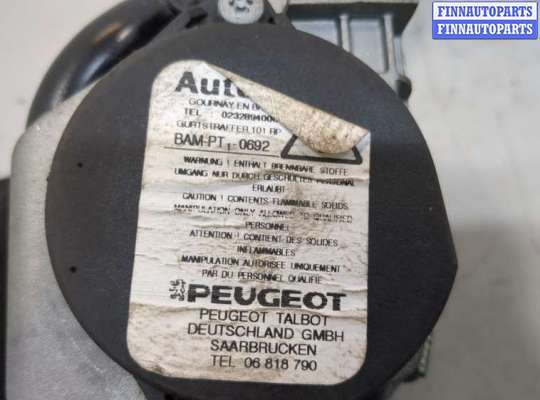 FINNAUTOPARTS
FINNAUTOPARTS
GOURNAY EN
TEL :
GURTSTRAFFER 101 RP
BAM-PT1-0692
WARNUNG ! ENTHALT BRENNBARE STOFFE
UMGANG NUR DURCH GESCHULTES PERSONAL
ERLAUBT
CAUTION ! CONTENTS FLAMMABLE SOLIDS.
MANIPULATION ONLY ALLOWED TO QUALIFIED
PERSONNEL
ATTENTION ! CONTIENT DES SOLIDES
INFLAMMABLES
MANIPULATION AUTORISEE UNIQUEMENT
PAR DU PERSONNEL QUALIFIE
PEUGEOT
PEUGEOT TALBOT
DEUTSCHLAND GMBH
SAARBRUCKEN
TEL 06 818 790